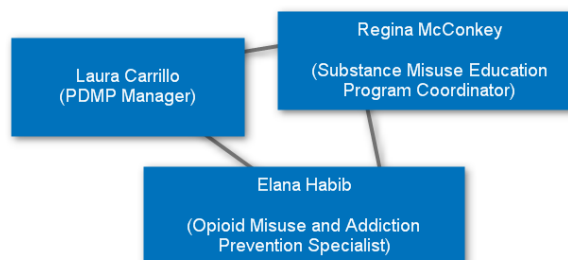 Regina McConkey
(Substance Misuse Education
Program Coordinator)
Laura Carrillo
(PDMP Manager)
Elana Habib
(Opioid Misuse and Addiction
Prevention Specialist)